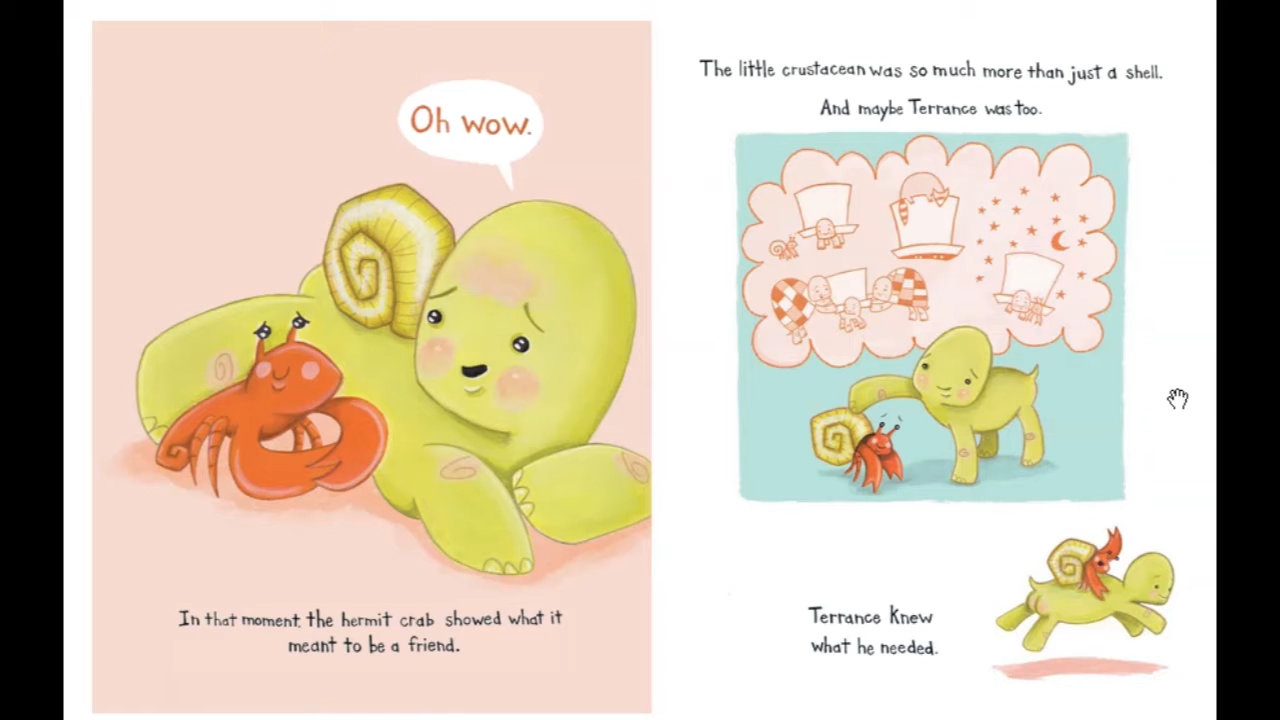 Oh wow.
In that moment, the hermit crab showed what it
meant to be a friend.
The little crustacean was so much more than just a shell.
And maybe Terrance was too.
Terrance knew
what he needed.